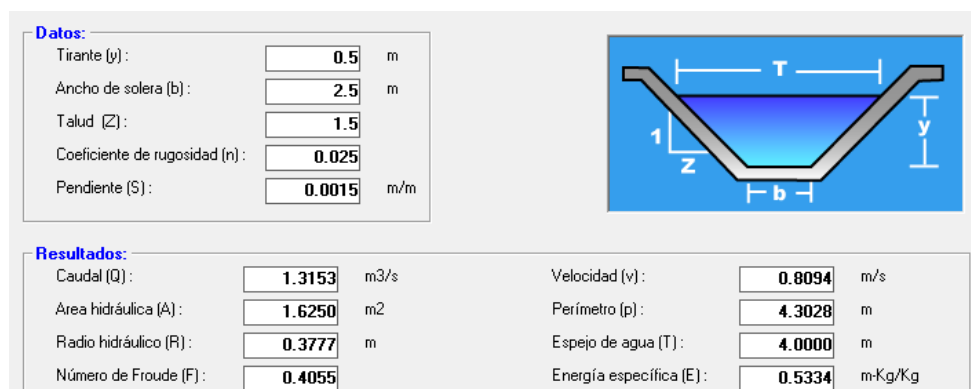 Datos:
Tirante (y) : 0.5 m
Ancho de solera (b) : 2.5 m
Talud (Z) : 1.5
Coeficiente de rugosidad (n) : 0.025
Pendiente (S) : 0.0015 m/m
T
1
Z
y
b
Resultados:
Caudal (Q) : 1.3153 m3/s Velocidad (v) : 0.8094 m/s
Area hidráulica (A) : 1.6250 m2 Perímetro (p) : 4.3028 m
Radio hidráulico (R) : 0.3777 m Espejo de agua (T) : 4.0000 m
Número de Froude (F) : 0.4055 Energía específica (E) : 0.5334 m-Kg/Kg